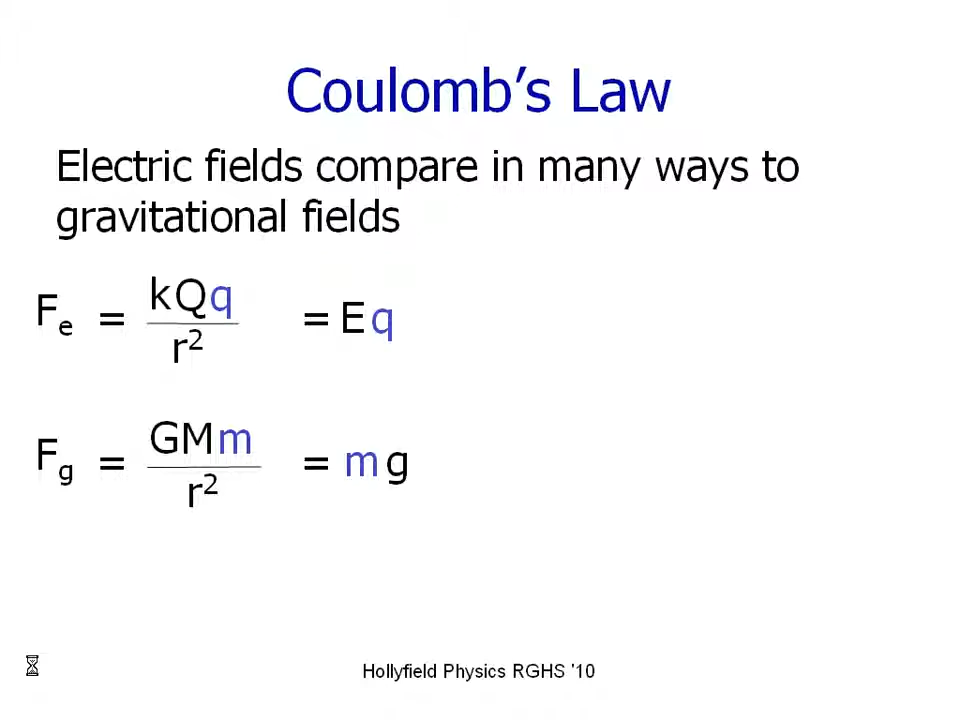 Coulomb’s Law
Electric fields compare in many ways to
gravitational fields
Fₑ = kQq / r² = Eq
F_g = GMm / r² = mg
Hollyfield Physics RGHS '10